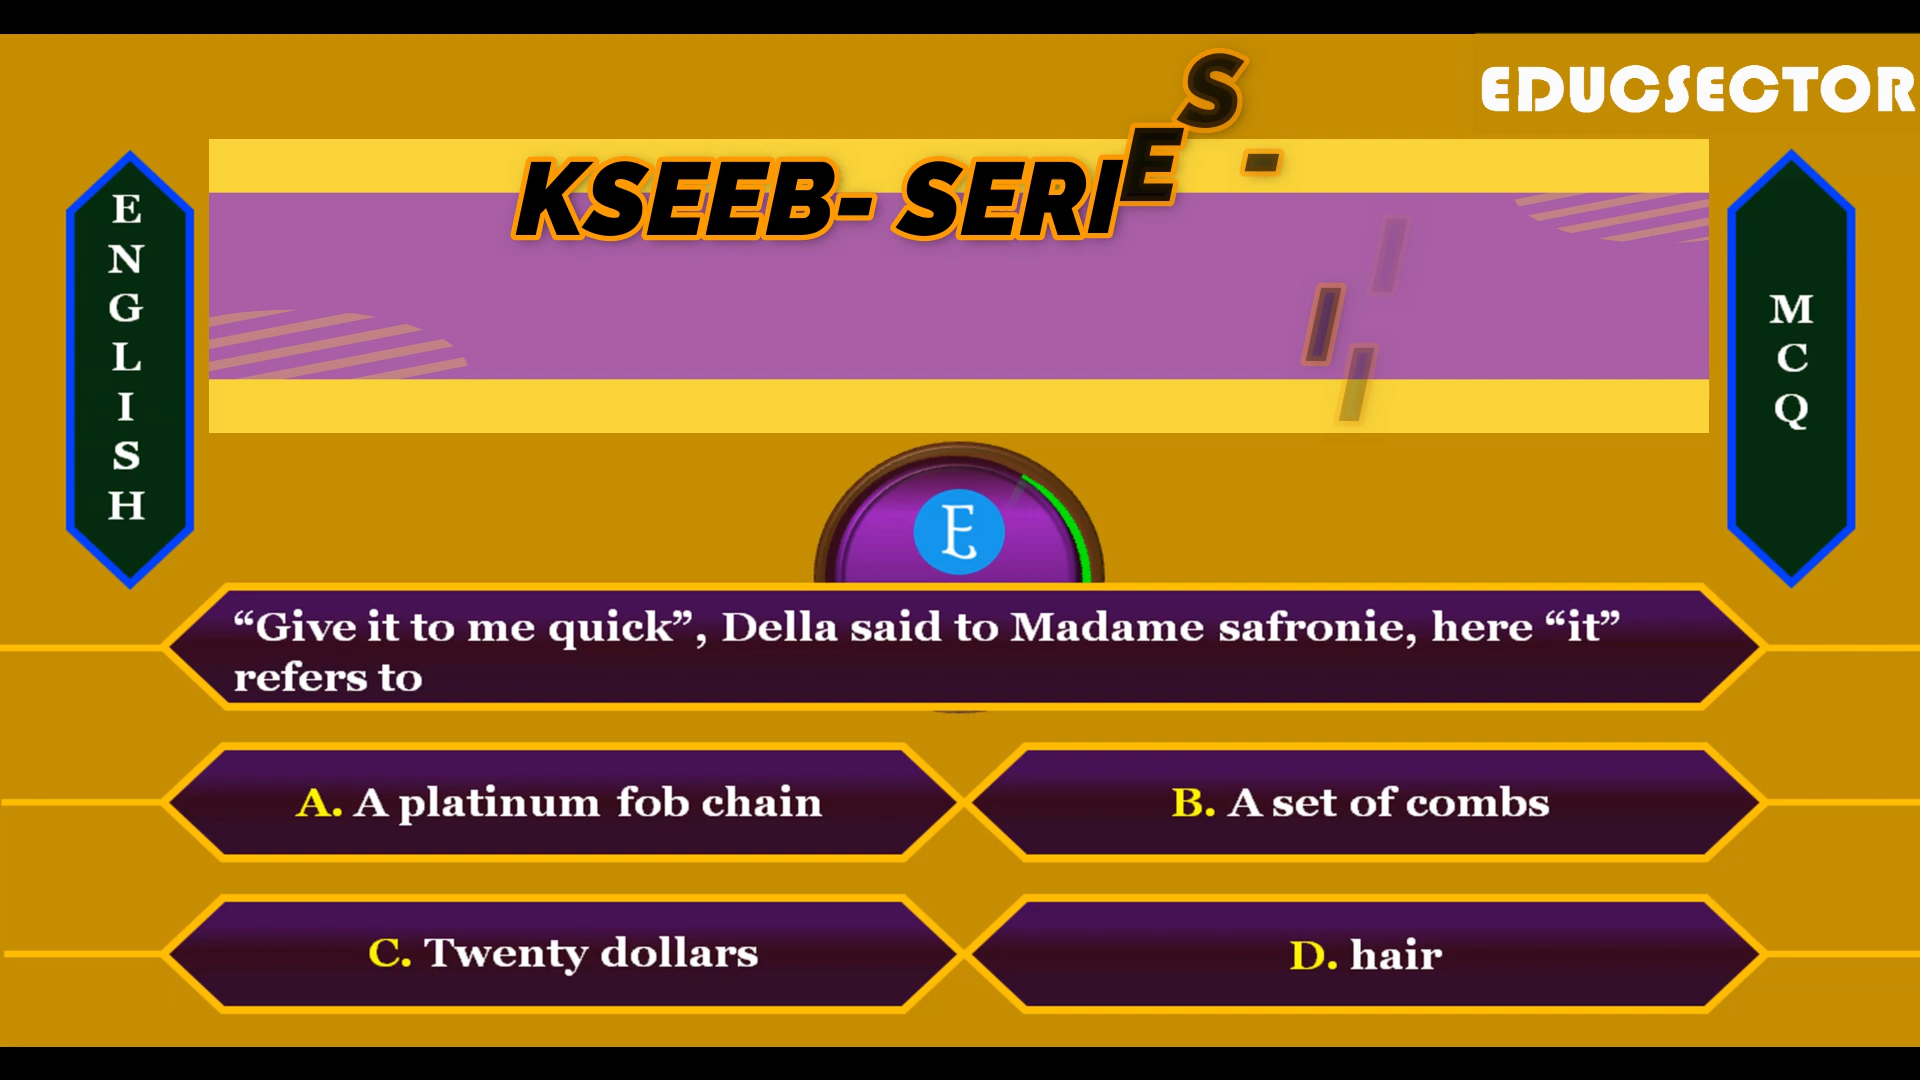 EDUCSECTOR
KSEEB- SERIES - III
ENGLISH
MCQ
E
“Give it to me quick”, Della said to Madame safronie, here “it”
refers to
A. A platinum fob chain
B. A set of combs
C. Twenty dollars
D. hair